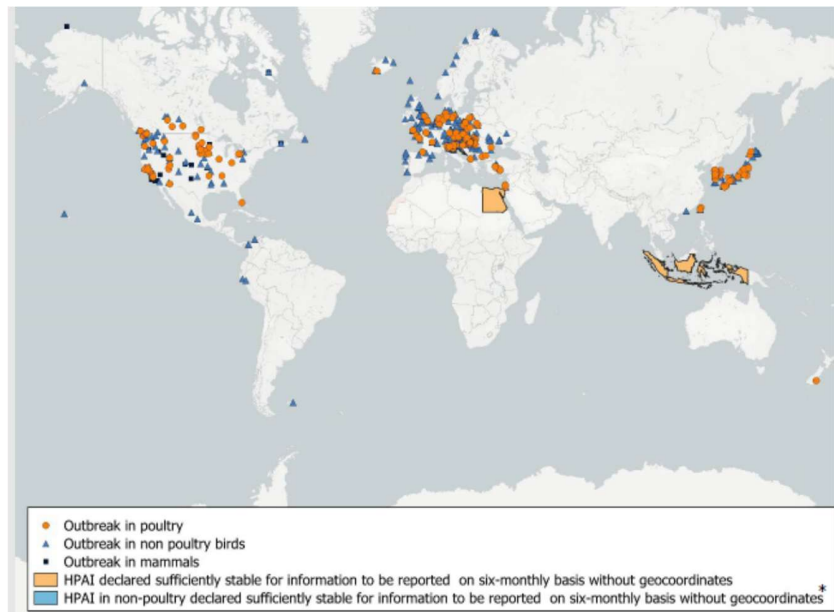 Outbreak in poultry
Outbreak in non poultry birds
Outbreak in mammals
HPAI declared sufficiently stable for information to be reported on six-monthly basis without geocoordinates
HPAI in non-poultry declared sufficiently stable for information to be reported on six-monthly basis without geocoordinates*